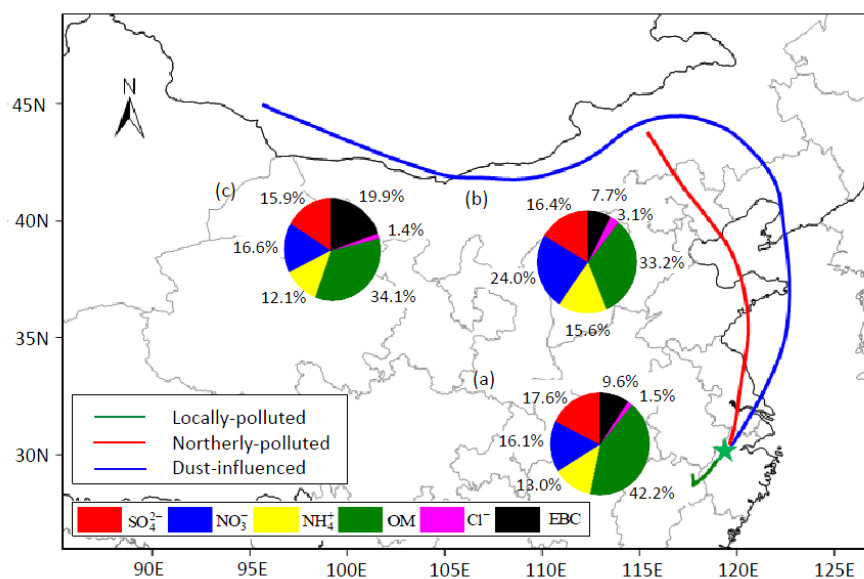 N
45N
40N
35N
30N
(c)
15.9%
19.9%
1.4%
16.6%
12.1%
34.1%
(b)
7.7%
16.4%
3.1%
24.0%
33.2%
15.6%
(a)
9.6%
17.6%
1.5%
16.1%
13.0%
42.2%
Locally-polluted
Northerly-polluted
Dust-influenced
SO₄²⁻ NO₃⁻ NH₄⁺ OM Cl⁻ EBC
90E 95E 100E 105E 110E 115E 120E 125E